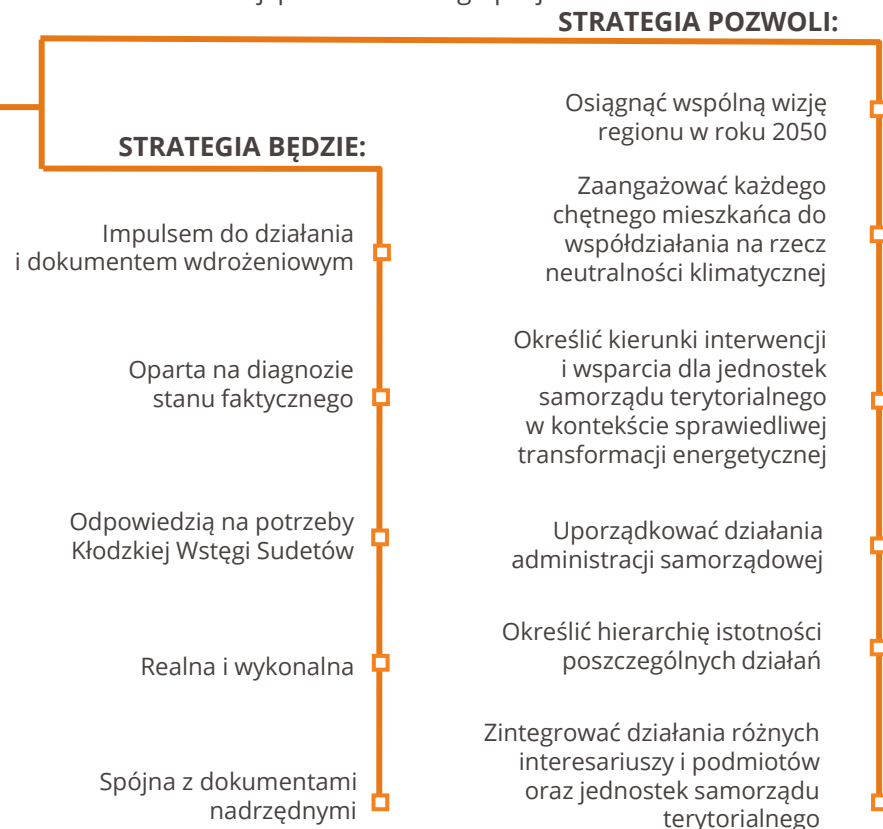 STRATEGIA POZWOLI:
Osiągnąć wspólną wizję
regionu w roku 2050
Zaangażować każdego
chętnego mieszkańca do
współdziałania na rzecz
neutralności klimatycznej
Określić kierunki interwencji
i wsparcia dla jednostek
samorządu terytorialnego
w kontekście sprawiedliwej
transformacji energetycznej
Uporządkować działania
administracji samorządowej
Określić hierarchię istotności
poszczególnych działań
Zintegrować działania różnych
interesariuszy i podmiotów
oraz jednostek samorządu
terytorialnego
STRATEGIA BĘDZIE:
Impulsem do działania
i dokumentem wdrożeniowym
Oparta na diagnozie
stanu faktycznego
Odpowiedzią na potrzeby
Kłodzkiej Wstęgi Sudetów
Realna i wykonalna
Spójna z dokumentami
nadrzędnymi